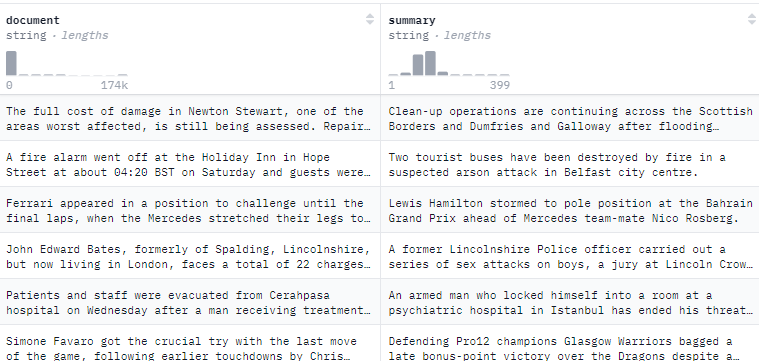 document
string · lengths
0 174k
summary
string · lengths
1 399
The full cost of damage in Newton Stewart, one of the
areas worst affected, is still being assessed. Repair…
Clean-up operations are continuing across the Scottish
Borders and Dumfries and Galloway after flooding…
A fire alarm went off at the Holiday Inn in Hope
Street at about 04:20 BST on Saturday and guests were…
Two tourist buses have been destroyed by fire in a
suspected arson attack in Belfast city centre.
Ferrari appeared in a position to challenge until the
final laps, when the Mercedes stretched their legs to…
Lewis Hamilton stormed to pole position at the Bahrain
Grand Prix ahead of Mercedes team-mate Nico Rosberg.
John Edward Bates, formerly of Spalding, Lincolnshire,
but now living in London, faces a total of 22 charges…
A former Lincolnshire Police officer carried out a
series of sex attacks on boys, a jury at Lincoln Crow…
Patients and staff were evacuated from Cerahpasa
hospital on Wednesday after a man receiving treatment…
An armed man who locked himself into a room at a
psychiatric hospital in Istanbul has ended his threat…
Simone Favaro got the crucial try with the last move
of the game, following earlier touchdowns by Chris…
Defending Pro12 champions Glasgow Warriors bagged a
late bonus-point victory over the Dragons despite a…